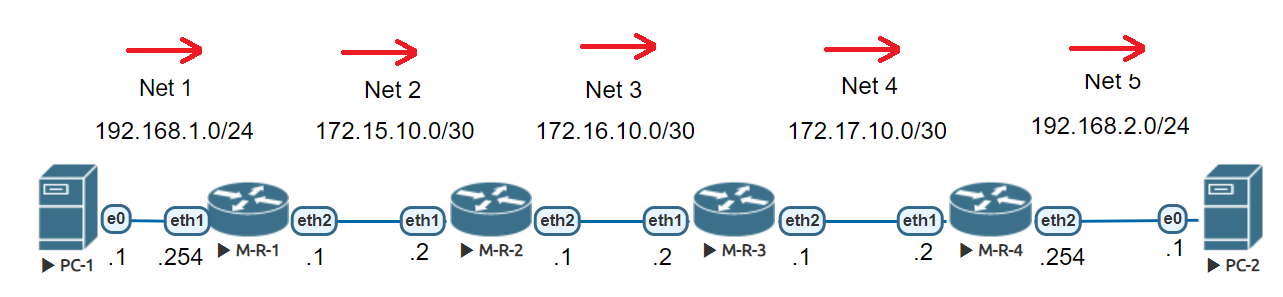 Net 1
Net 2
Net 3
Net 4
Net 5
192.168.1.0/24
172.15.10.0/30
172.16.10.0/30
172.17.10.0/30
192.168.2.0/24
e0
eth1
eth2
eth1
eth2
eth1
eth2
eth1
eth2
e0
PC-1
.1
.254
M-R-1
.1
.2
M-R-2
.1
.2
M-R-3
.1
.2
M-R-4
.254
.1
PC-2